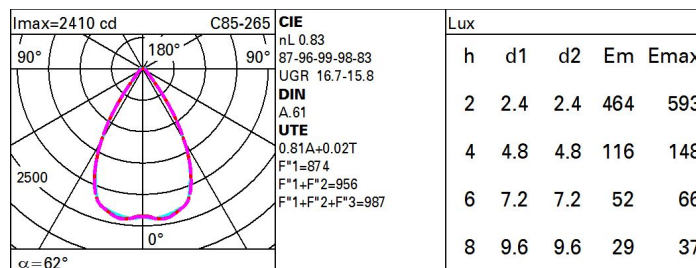 Imax=2410 cd C85-265
90° 180° 90°
2500
0°
α=62°
CIE
nL 0.83
87-96-99-98-83
UGR 16.7-15.8
DIN
A.61
UTE
0.81A+0.02T
F"1=874
F"1+F"2=956
F"1+F"2+F"3=987
Lux
h d1 d2 Em Emax
2 2.4 2.4 464 593
4 4.8 4.8 116 148
6 7.2 7.2 52 66
8 9.6 9.6 29 37